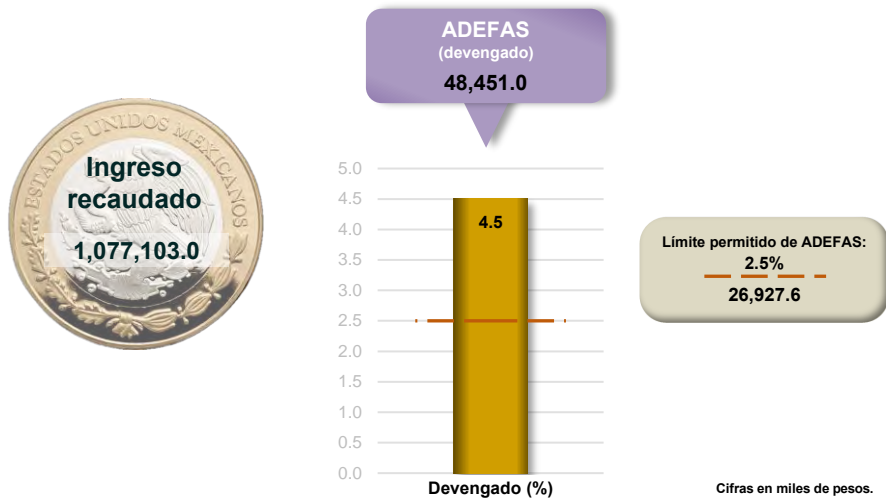 ADEFAS
(devengado)
48,451.0
ESTADOS UNIDOS MEXICANOS
Ingreso
recaudado
1,077,103.0
5.0
4.5
4.0
3.5
3.0
2.5
2.0
1.5
1.0
0.5
0.0
4.5
Devengado (%)
Límite permitido de ADEFAS:
2.5%
26,927.6
Cifras en miles de pesos.